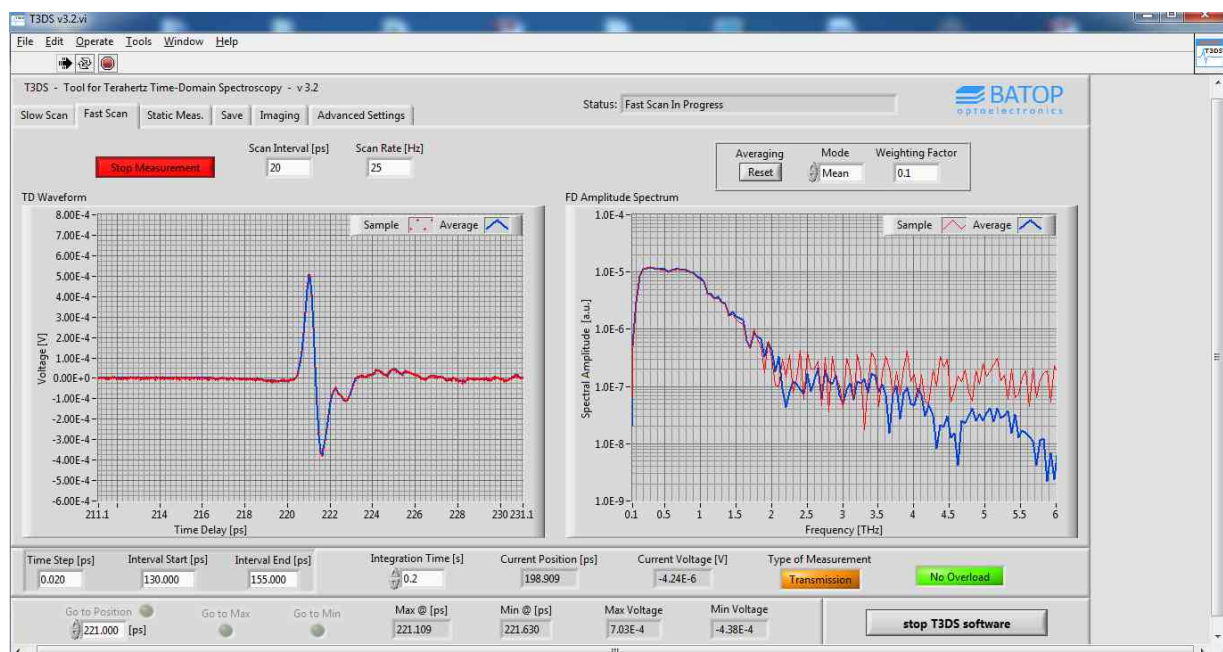 T3DS v3.2.vi
File Edit Operate Tools Window Help
T3DS
T3DS - Tool for Terahertz Time-Domain Spectroscopy - v 3.2
Status: Fast Scan In Progress
BATOP
optoelectronics
Slow Scan Fast Scan Static Meas. Save Imaging Advanced Settings
Stop Measurement
Scan Interval [ps] Scan Rate [Hz]
20 25
Averaging Mode Weighting Factor
Reset Mean 0.1
TD Waveform
Sample Average
8.00E-4
7.00E-4
6.00E-4
5.00E-4
4.00E-4
3.00E-4
2.00E-4
1.00E-4
0.00E+0
-1.00E-4
-2.00E-4
-3.00E-4
-4.00E-4
-5.00E-4
-6.00E-4
Voltage [V]
211.1 214 216 218 220 222 224 226 228 230 231.1
Time Delay [ps]
FD Amplitude Spectrum
Sample Average
1.0E-4
1.0E-5
1.0E-6
1.0E-7
1.0E-8
1.0E-9
Spectral Amplitude [a.u.]
0.1 0.5 1 1.5 2 2.5 3 3.5 4 4.5 5 5.5 6
Frequency [THz]
Time Step [ps] Interval Start [ps] Interval End [ps] Integration Time [s] Current Position [ps] Current Voltage [V] Type of Measurement
0.020 130.000 155.000 0.2 198.909 -4.24E-6 Transmission No Overload
Go to Position Go to Max Go to Min Max @ [ps] Min @ [ps] Max Voltage Min Voltage
221.000 [ps] 221.109 221.630 7.03E-4 -4.38E-4
stop T3DS software